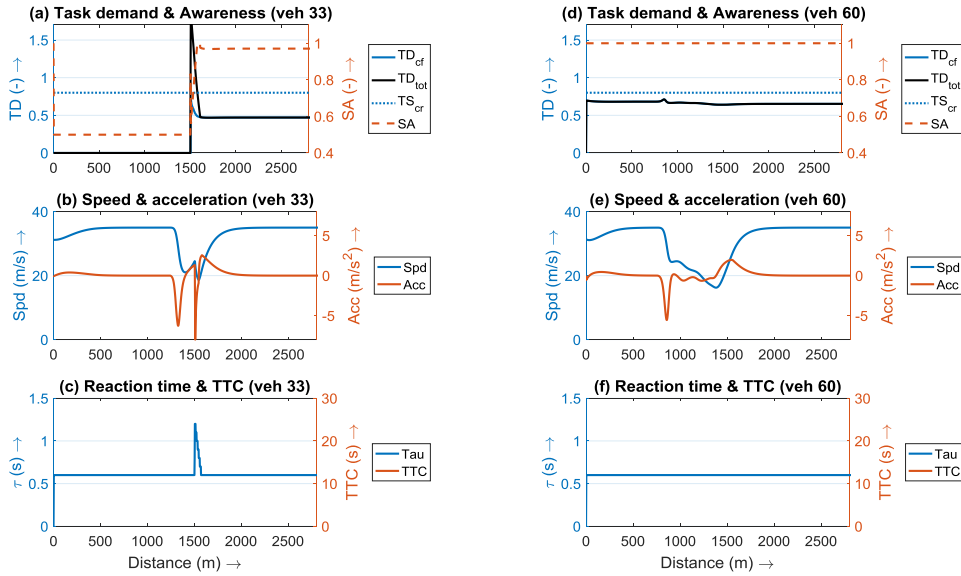 (a) Task demand & Awareness (veh 33)
TD (-) →
1.5
1
0.5
0
0 500 1000 1500 2000 2500
1
0.8
0.6
0.4
SA (-) →
TD_cf
TD_tot
TS_cr
SA
(d) Task demand & Awareness (veh 60)
TD (-) →
1.5
1
0.5
0
0 500 1000 1500 2000 2500
1
0.8
0.6
0.4
SA (-) →
TD_cf
TD_tot
TS_cr
SA
(b) Speed & acceleration (veh 33)
Spd (m/s) →
40
20
0
0 500 1000 1500 2000 2500
5
0
-5
Acc (m/s²) →
Spd
Acc
(e) Speed & acceleration (veh 60)
Spd (m/s) →
40
20
0
0 500 1000 1500 2000 2500
5
0
-5
Acc (m/s²) →
Spd
Acc
(c) Reaction time & TTC (veh 33)
τ (s) →
1.5
1
0.5
0
0 500 1000 1500 2000 2500
Distance (m) →
30
20
10
0
TTC (s) →
Tau
TTC
(f) Reaction time & TTC (veh 60)
τ (s) →
1.5
1
0.5
0
0 500 1000 1500 2000 2500
Distance (m) →
30
20
10
0
TTC (s) →
Tau
TTC